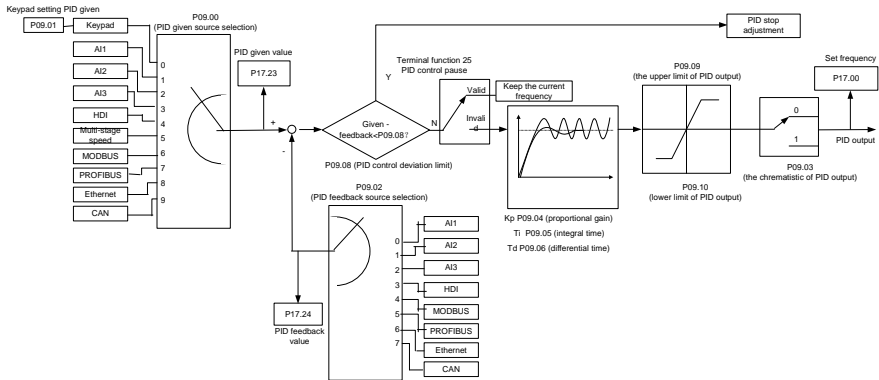 Keypad setting PID given
P09.01
Keypad
AI1
AI2
AI3
HDI
Multi-stage
speed
MODBUS
PROFIBUS
Ethernet
CAN
P09.00
(PID given source selection)
0
1
2
3
4
5
6
7
8
9
PID given value
P17.23
+
-
Given -
feedback<P09.08?
Y
N
P09.08 (PID control deviation limit)
PID stop
adjustment
Terminal function 25
PID control pause
Valid
Invali
d
Keep the current
frequency
Kp P09.04 (proportional gain)
Ti P09.05 (integral time)
Td P09.06 (differential time)
P09.09
(the upper limit of PID output)
P09.10
(lower limit of PID output)
Set frequency
P17.00
0
1
PID output
P09.03
(the chrematistic of PID output)
P09.02
(PID feedback source selection)
0
1
2
3
4
5
6
7
AI1
AI2
AI3
HDI
MODBUS
PROFIBUS
Ethernet
CAN
P17.24
PID feedback
value